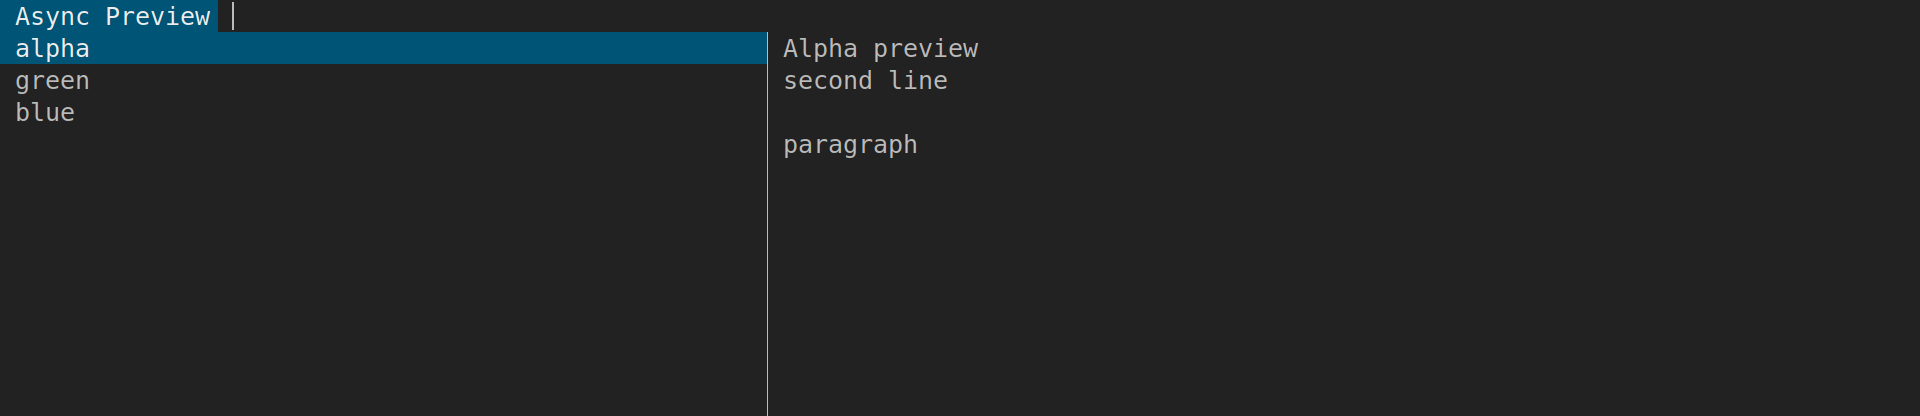 Async Preview
alpha
green
blue
Alpha preview
second line
paragraph